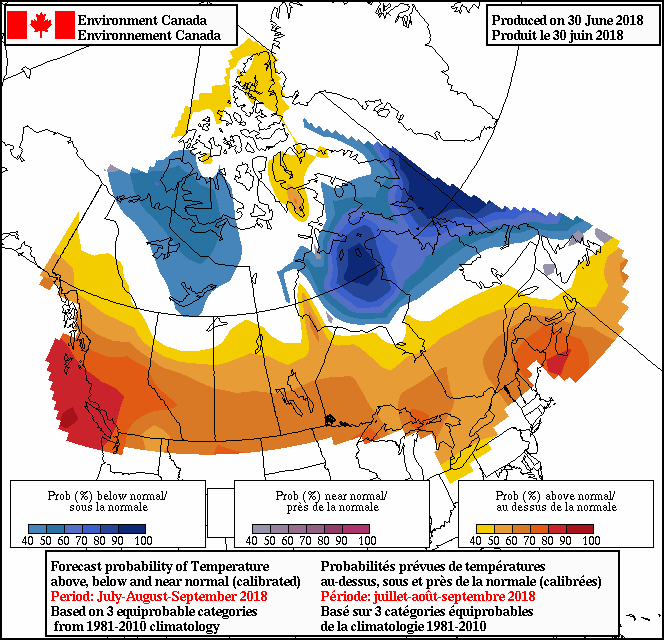 Environment Canada
Environnement Canada
Produced on 30 June 2018
Produit le 30 juin 2018
Prob (%) below normal/
sous la normale
40 50 60 70 80 90 100
Prob (%) near normal/
près de la normale
40 50 60 70 80 90 100
Prob (%) above normal/
au dessus de la normale
40 50 60 70 80 90 100
Forecast probability of Temperature
above, below and near normal (calibrated)
Period: July-August-September 2018
Based on 3 equiprobable categories
from 1981-2010 climatology
Probabilités prévues de températures
au-dessus, sous et près de la normale (calibrées)
Période: juillet-août-septembre 2018
Basé sur 3 catégories équiprobables
de la climatologie 1981-2010